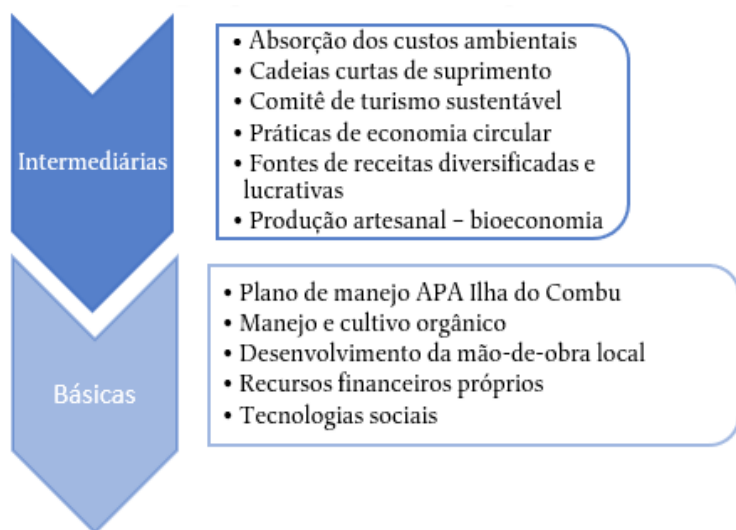 Intermediárias
• Absorção dos custos ambientais
• Cadeias curtas de suprimento
• Comitê de turismo sustentável
• Práticas de economia circular
• Fontes de receitas diversificadas e
lucrativas
• Produção artesanal – bioeconomia
Básicas
• Plano de manejo APA Ilha do Combu
• Manejo e cultivo orgânico
• Desenvolvimento da mão-de-obra local
• Recursos financeiros próprios
• Tecnologias sociais